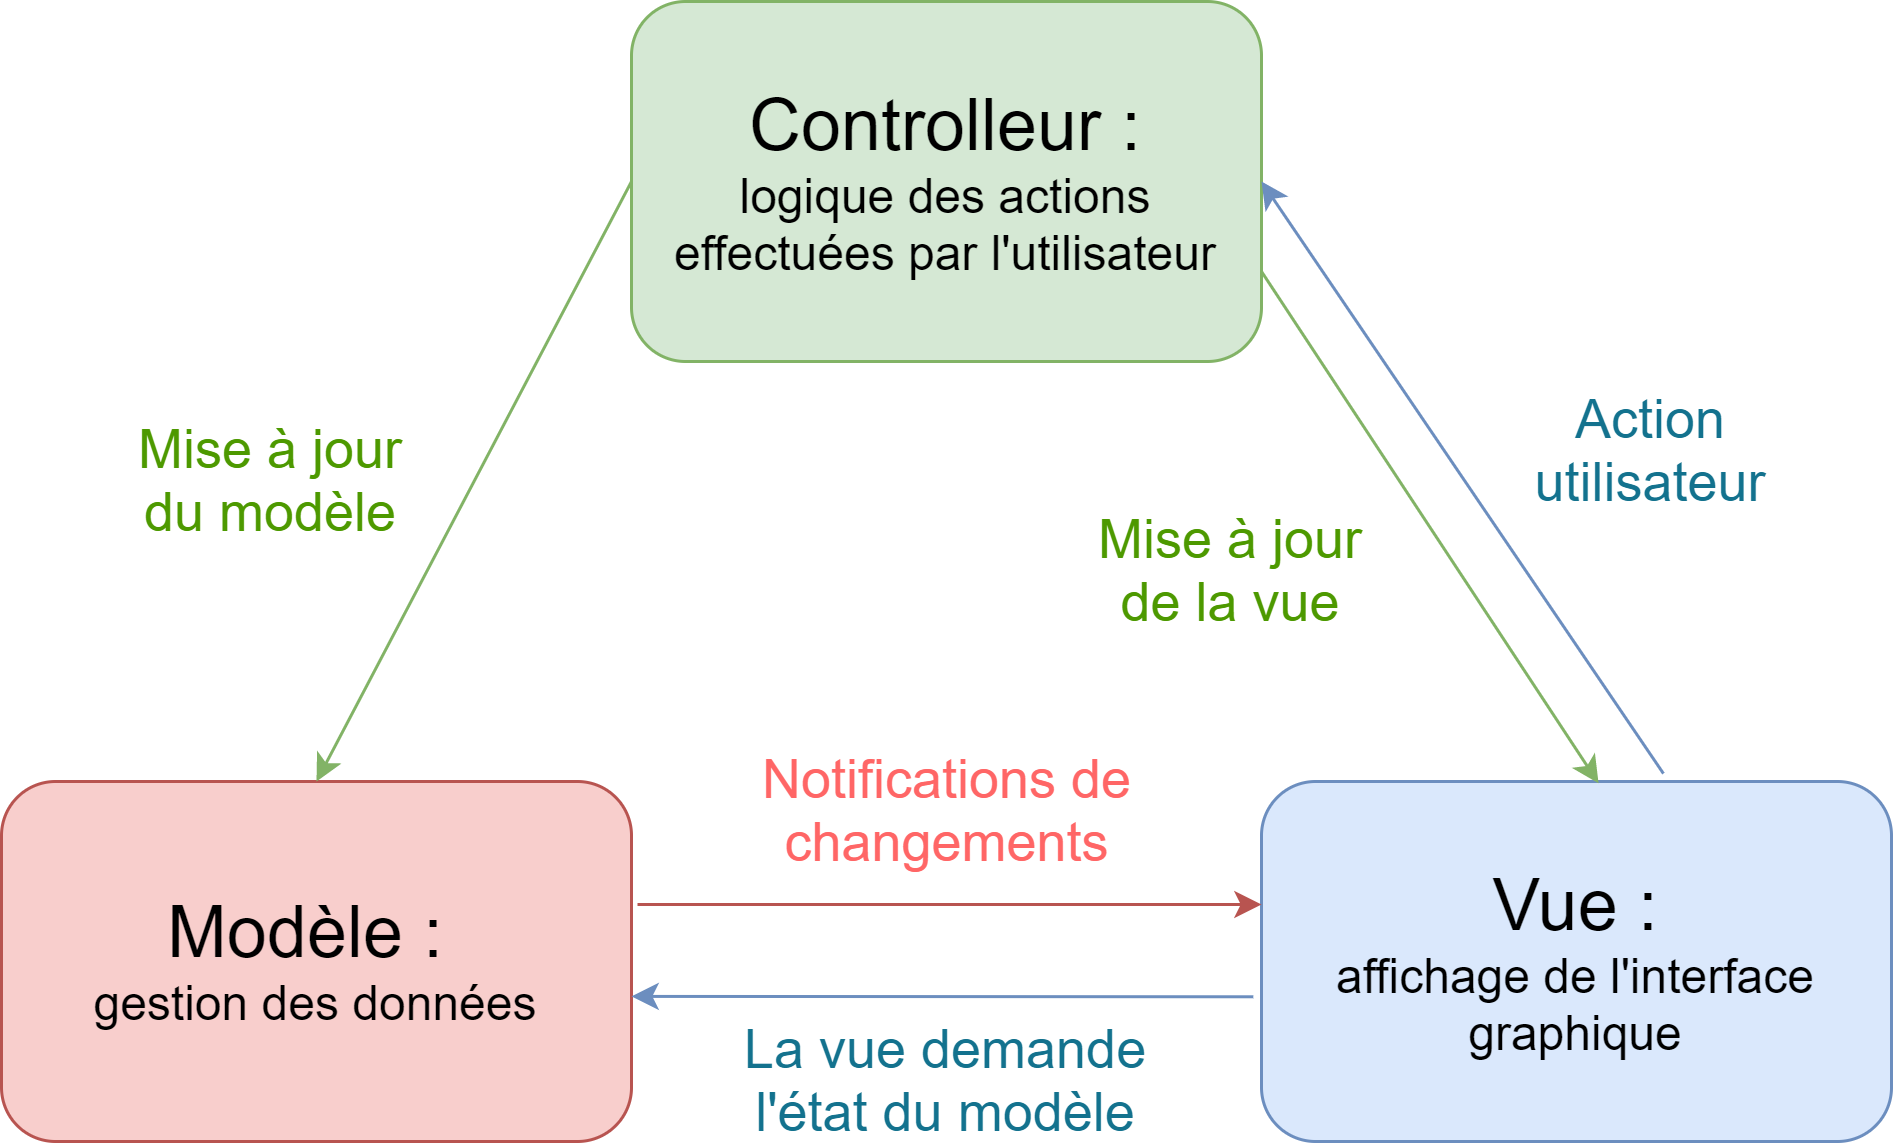 Controlleur :
logique des actions
effectuées par l'utilisateur
Mise à jour
du modèle
Action
utilisateur
Mise à jour
de la vue
Notifications de
changements
Modèle :
gestion des données
Vue :
affichage de l'interface
graphique
La vue demande
l'état du modèle